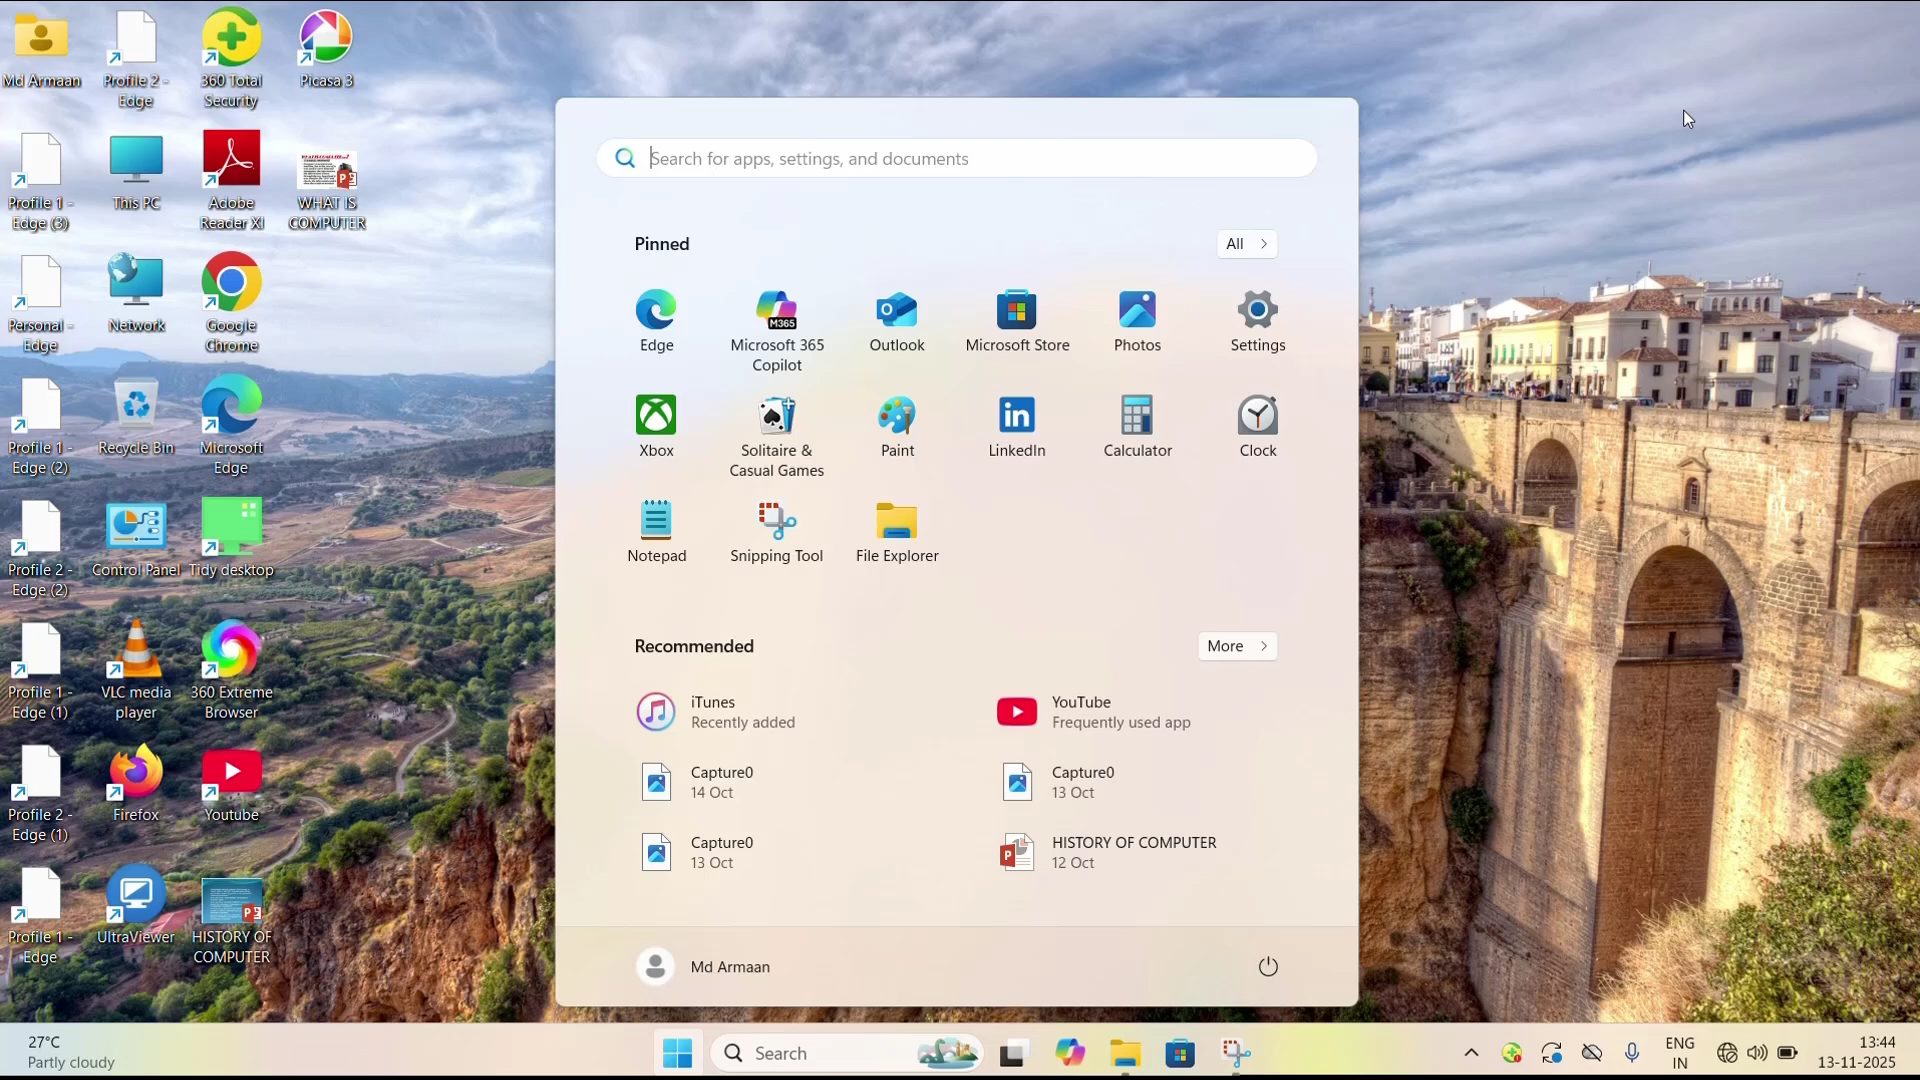 Md Armaan
Profile 2 -
Edge
360 Total
Security
Picasa 3
Profile 1 -
Edge (3)
This PC
Adobe
Reader XI
WHAT IS
COMPUTER
Personal -
Edge
Network
Google
Chrome
Profile 1 -
Edge (2)
Recycle Bin
Microsoft
Edge
Profile 2 -
Edge (2)
Control Panel
Tidy desktop
Profile 1 -
Edge (1)
VLC media
player
360 Extreme
Browser
Profile 2 -
Edge (1)
Firefox
Youtube
Profile 1 -
Edge
UltraViewer
HISTORY OF
COMPUTER
Search for apps, settings, and documents
Pinned
All
Edge
M365
Microsoft 365
Copilot
Outlook
Microsoft Store
Photos
Settings
Xbox
Solitaire &
Casual Games
Paint
LinkedIn
Calculator
Clock
Notepad
Snipping Tool
File Explorer
Recommended
More
iTunes
Recently added
YouTube
Frequently used app
Capture0
14 Oct
Capture0
13 Oct
Capture0
13 Oct
HISTORY OF COMPUTER
12 Oct
Md Armaan
27°C
Partly cloudy
Search
ENG
IN
13:44
13-11-2025